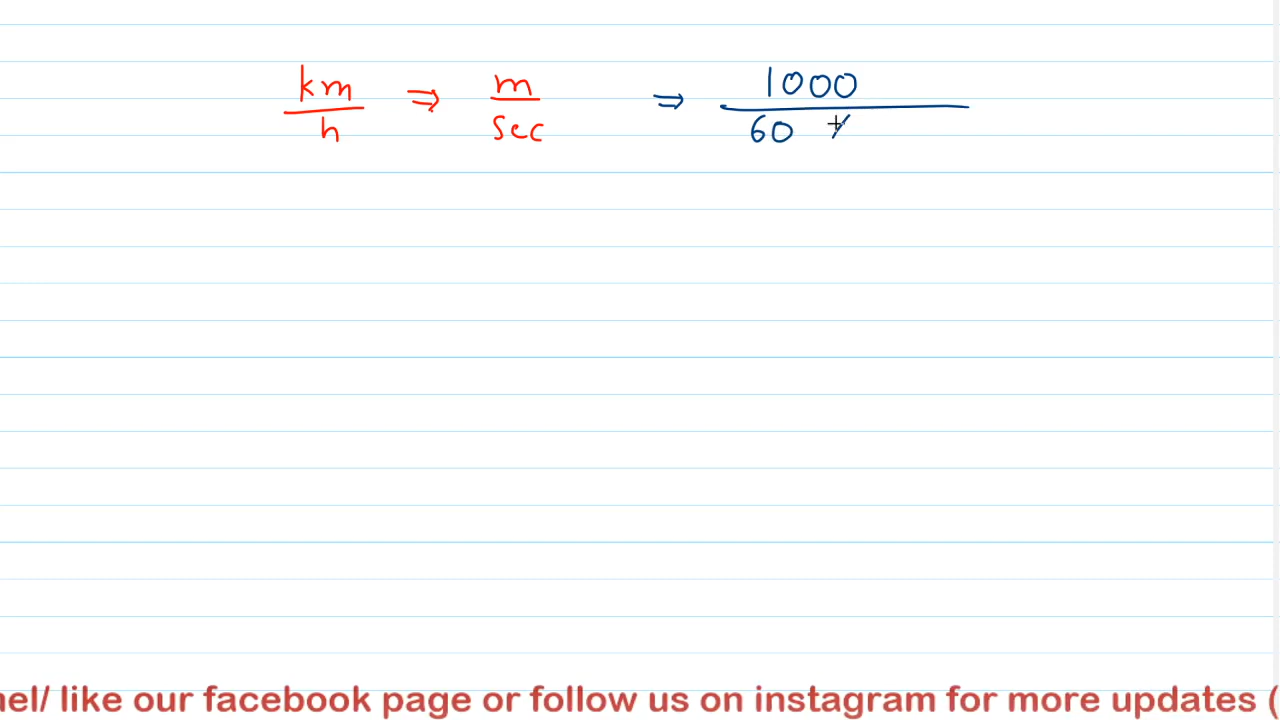 km/h ⇒ m/sec ⇒ 1000/60
nel/ like our facebook page or follow us on instagram for more updates (